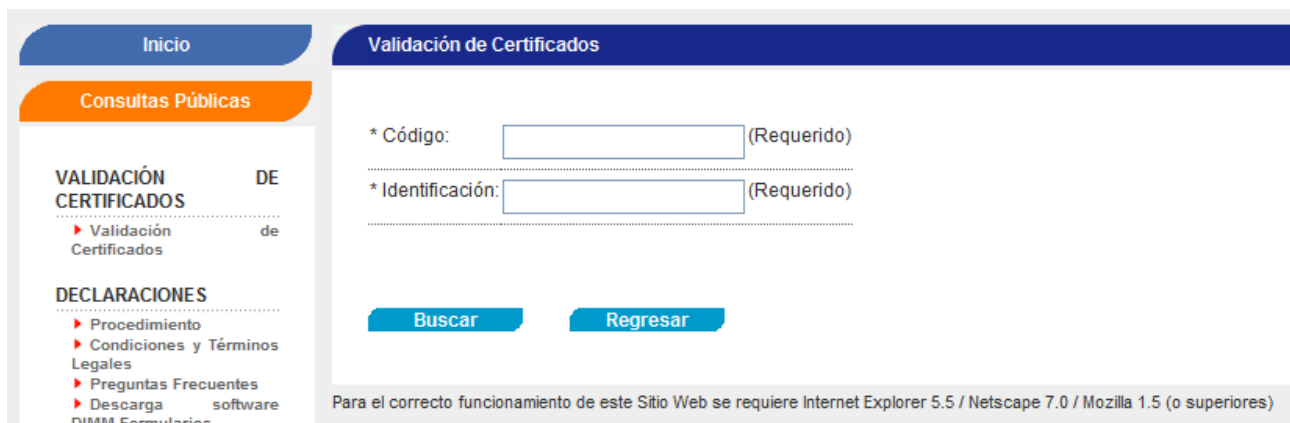 Inicio
Consultas Públicas
VALIDACIÓN DE
CERTIFICADOS
Validación de
Certificados
DECLARACIONES
Procedimiento
Condiciones y Términos
Legales
Preguntas Frecuentes
Descarga software
DIMM Formularios
Validación de Certificados
* Código: (Requerido)
* Identificación: (Requerido)
Buscar Regresar
Para el correcto funcionamiento de este Sitio Web se requiere Internet Explorer 5.5 / Netscape 7.0 / Mozilla 1.5 (o superiores)